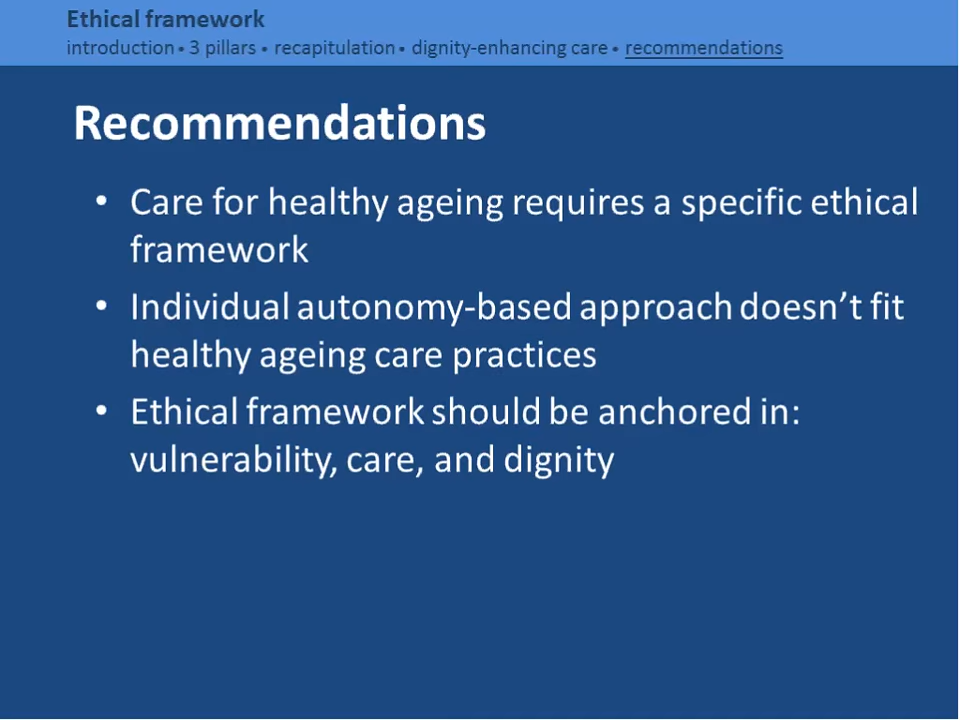 Ethical framework
introduction • 3 pillars • recapitulation • dignity-enhancing care • recommendations
Recommendations
• Care for healthy ageing requires a specific ethical
framework
• Individual autonomy-based approach doesn’t fit
healthy ageing care practices
• Ethical framework should be anchored in:
vulnerability, care, and dignity